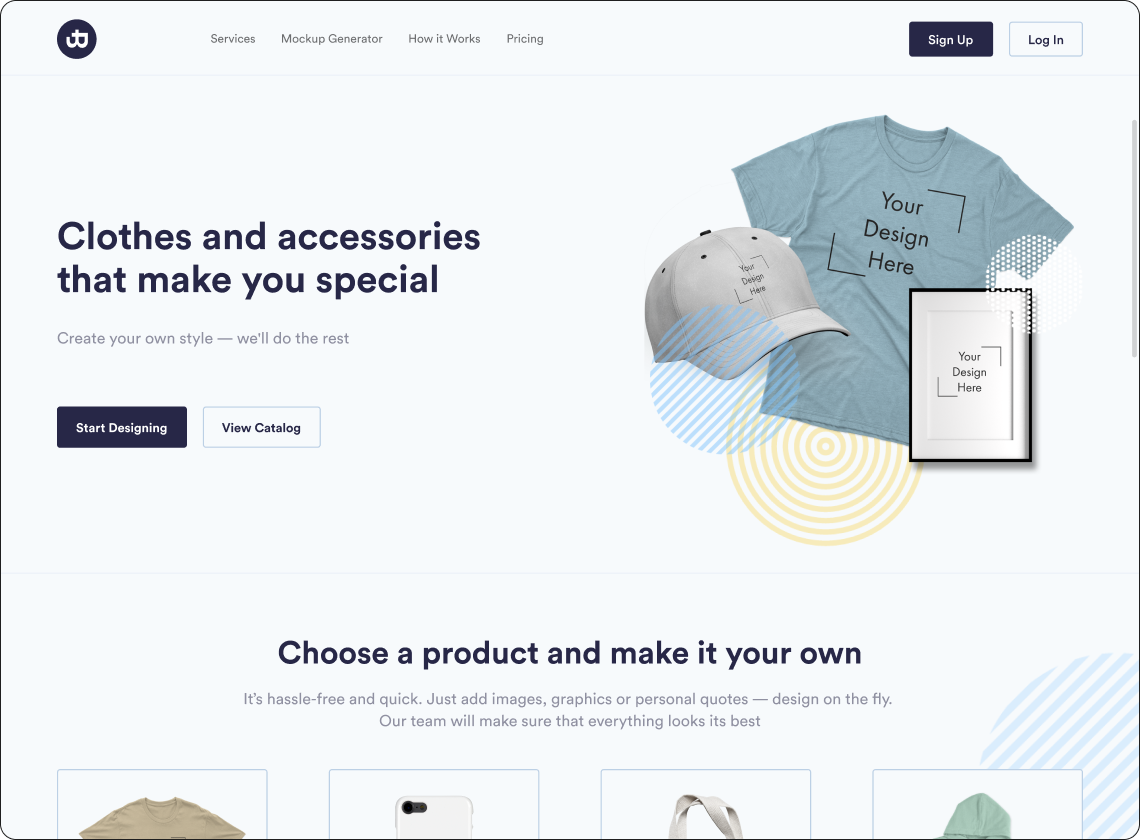 Services
Mockup Generator
How it Works
Pricing
Sign Up
Log In
Clothes and accessories
that make you special
Create your own style — we'll do the rest
Start Designing
View Catalog
Your
Design
Here
Your
Design
Here
Your
Design
Here
Choose a product and make it your own
It’s hassle-free and quick. Just add images, graphics or personal quotes — design on the fly.
Our team will make sure that everything looks its best